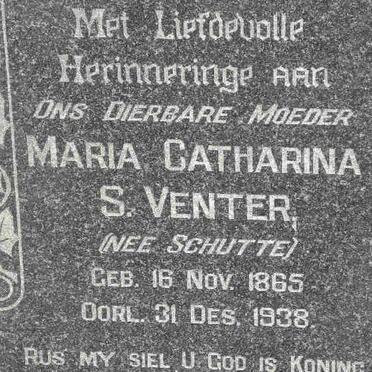 Met Liefdevolle
Herinneringe aan
ONS DIERBARE MOEDER
MARIA CATHARINA
S. VENTER,
(NEE SCHUTTE)
GEB. 16 NOV. 1865
OORL. 31 DES. 1938.
RUS MY SIEL U GOD IS KONING